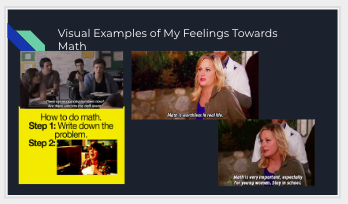 Visual Examples of My Feelings Towards
Math
Math is worthless in real life.
How to do math.
Step 1: Write down the
problem.
Step 2:
Math is very important, especially
for young women. Stay in school.